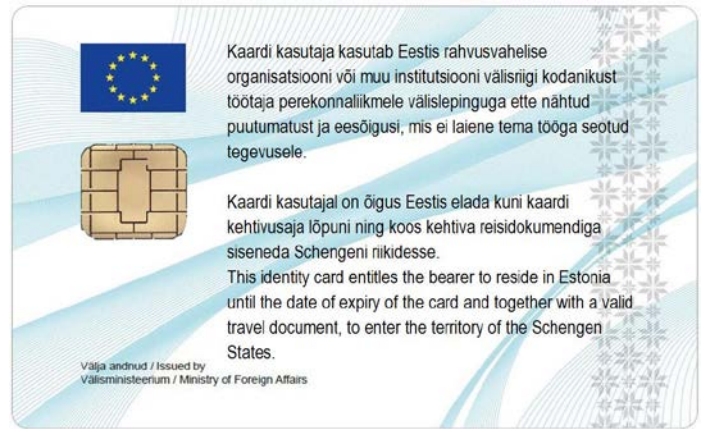 Kaardi kasutaja kasutab Eestis rahvusvahelise
organisatsiooni või muu institutsiooni välisriigi kodanikust
töötaja perekonnaliikmele välislepinguga ette nähtud
puutumatust ja eesõigusi, mis ei laiene tema tööga seotud
tegevusele.
Kaardi kasutajal on õigus Eestis elada kuni kaardi
kehtivusaja lõpuni ning koos kehtiva reisidokumendiga
siseneda Schengeni riikidesse.
This identity card entitles the bearer to reside in Estonia
until the date of expiry of the card and together with a valid
travel document, to enter the territory of the Schengen
States.
Välja andnud / Issued by
Välisministeerium / Ministry of Foreign Affairs